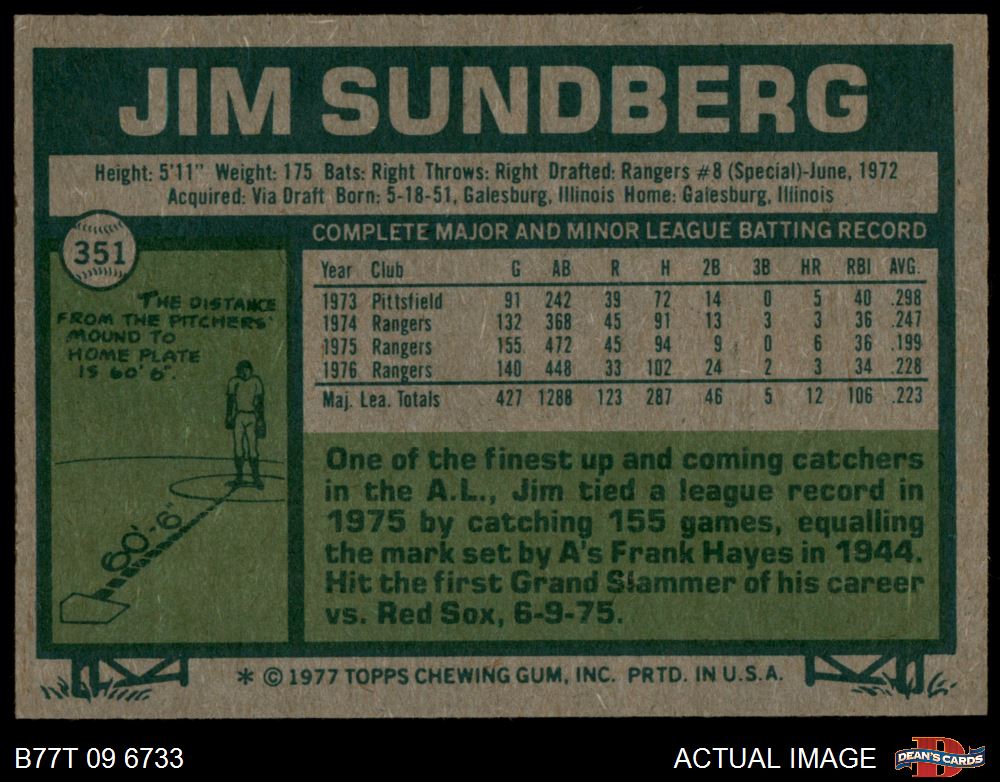 JIM SUNDBERG
Height: 5'11" Weight: 175 Bats: Right Throws: Right Drafted: Rangers #8 (Special)-June, 1972
Acquired: Via Draft Born: 5-18-51, Galesburg, Illinois Home: Galesburg, Illinois
351
THE DISTANCE
FROM THE PITCHERS'
MOUND TO
HOME PLATE
IS 60' 6".
60'-6"
COMPLETE MAJOR AND MINOR LEAGUE BATTING RECORD
Year Club G AB R H 2B 3B HR RBI AVG.
1973 Pittsfield 91 242 39 72 14 0 5 40 .298
1974 Rangers 132 368 45 91 13 3 3 36 .247
1975 Rangers 155 472 45 94 9 0 6 36 .199
1976 Rangers 140 448 33 102 24 2 3 34 .228
Maj. Lea. Totals 427 1288 123 287 46 5 12 106 .223
One of the finest up and coming catchers
in the A.L., Jim tied a league record in
1975 by catching 155 games, equalling
the mark set by A's Frank Hayes in 1944.
Hit the first Grand Slammer of his career
vs. Red Sox, 6-9-75.
* © 1977 TOPPS CHEWING GUM, INC. PRTD. IN U.S.A.
B77T 09 6733
ACTUAL IMAGE
D
DEAN'S CARDS